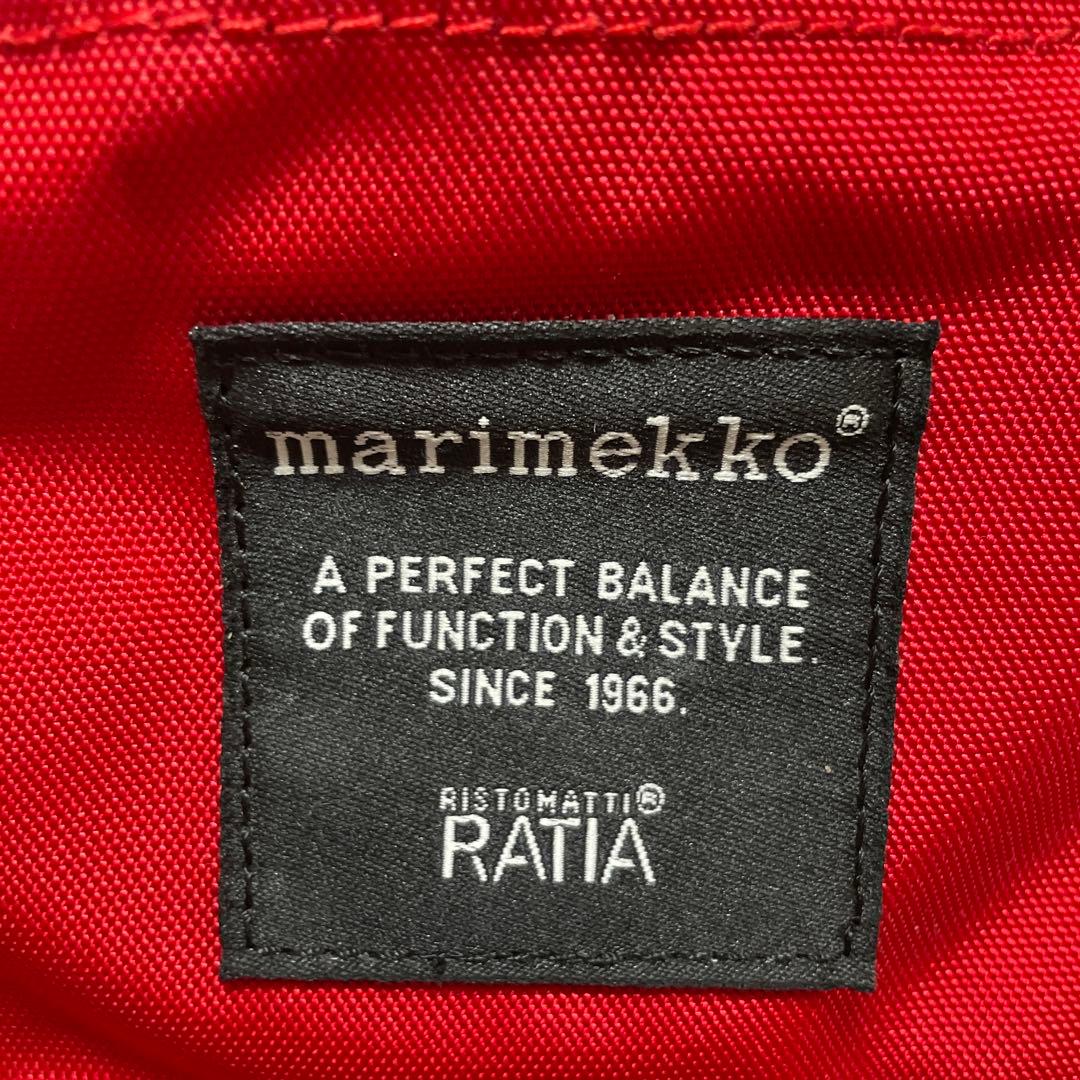 marimekko®
A PERFECT BALANCE
OF FUNCTION & STYLE.
SINCE 1966.
RISTOMATTI®
RATIA